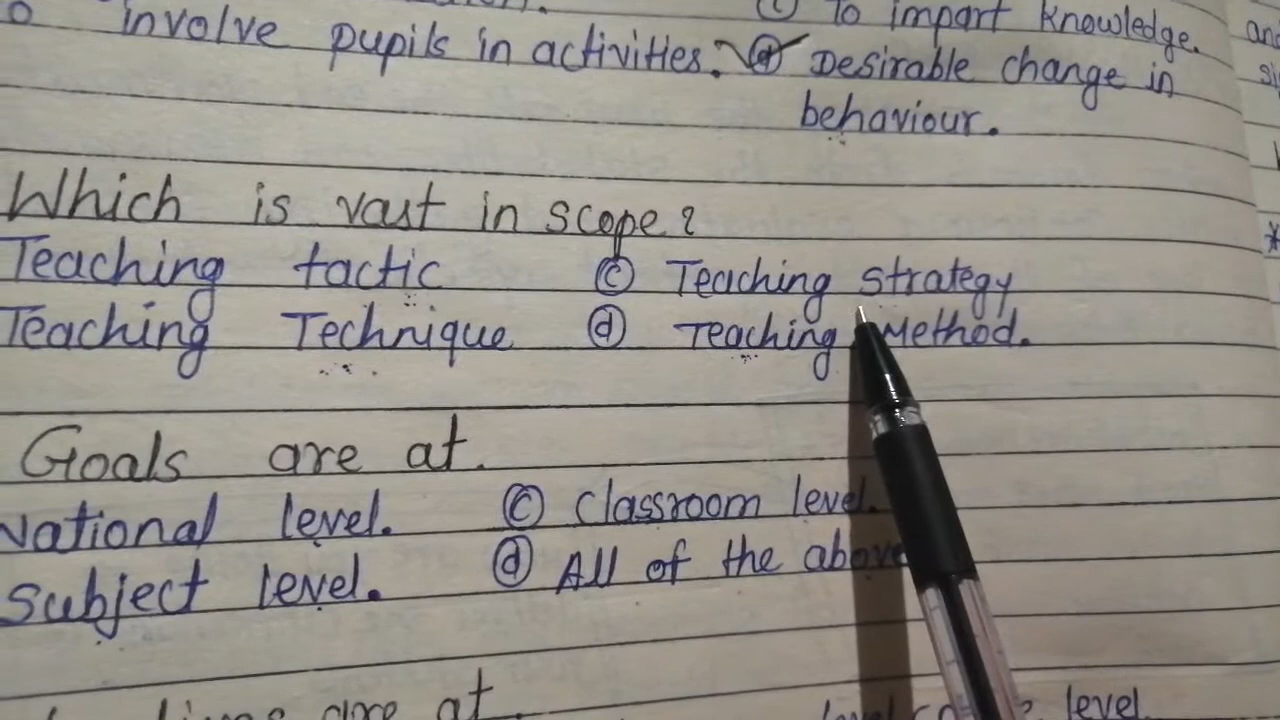 involve pupils in activities. (c) To impart knowledge.
(d) Desirable change in
behaviour.
Which is vast in scope?
Teaching tactic (c) Teaching strategy
Teaching Technique (d) Teaching Method.
Goals are at.
National level. (c) Classroom level.
Subject level. (d) All of the above
are at
level